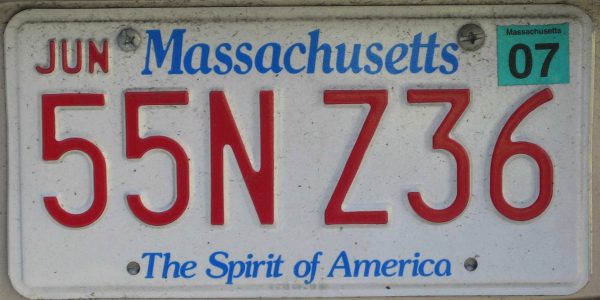 JUN Massachusetts
Massachusetts
07
55N Z36
The Spirit of America